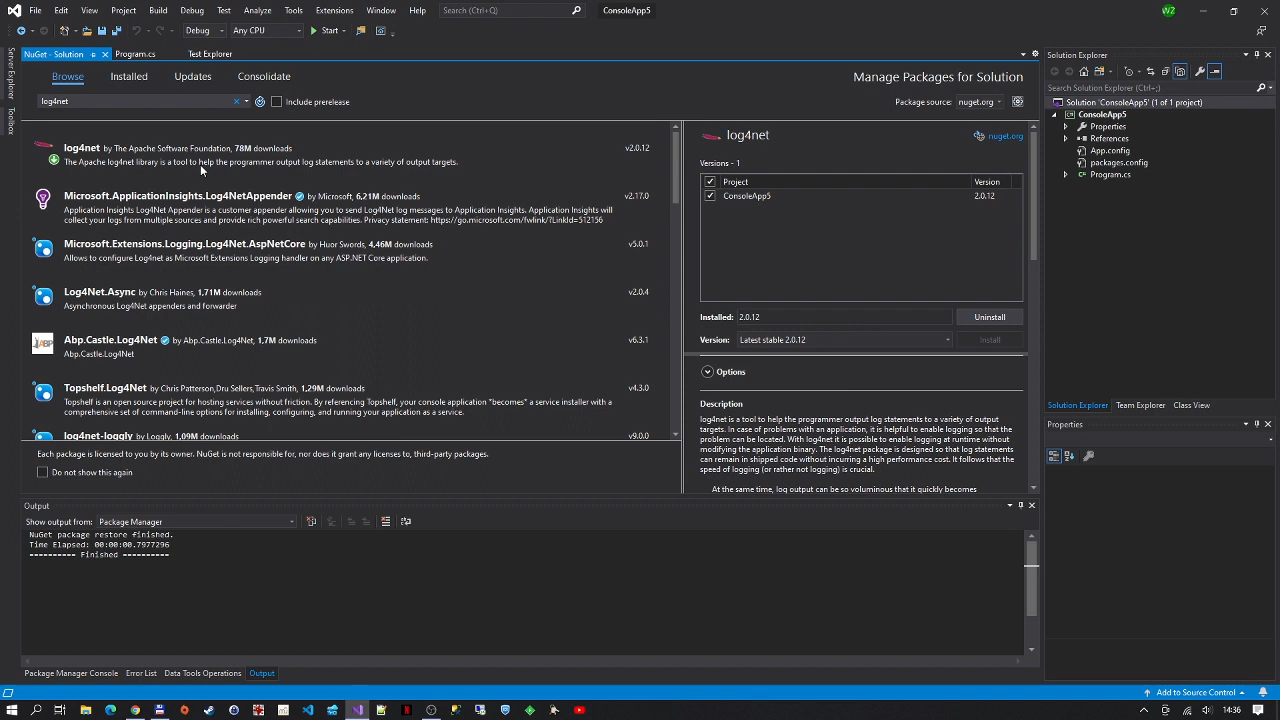 File Edit View Project Build Debug Test Analyze Tools Extensions Window Help Search (Ctrl+Q) ConsoleApp5 WZ
Debug Any CPU Start
NuGet - Solution Program.cs Test Explorer
Server Explorer
Toolbox
Browse Installed Updates Consolidate Manage Packages for Solution
log4net Include prerelease Package source: nuget.org
log4net by The Apache Software Foundation, 78M downloads v2.0.12
The Apache log4net library is a tool to help the programmer output log statements to a variety of output targets.
Microsoft.ApplicationInsights.Log4NetAppender by Microsoft, 6,21M downloads v2.17.0
Application Insights Log4Net Appender is a customer appender allowing you to send Log4Net log messages to Application Insights. Application Insights will
collect your logs from multiple sources and provide rich powerful search capabilities. Privacy statement: https://go.microsoft.com/fwlink/?LinkId=512156
Microsoft.Extensions.Logging.Log4Net.AspNetCore by Huor Swords, 4,46M downloads v5.0.1
Allows to configure Log4net as Microsoft Extensions Logging handler on any ASP.NET Core application.
Log4Net.Async by Chris Haines, 1,71M downloads v2.0.4
Asynchronous Log4Net appenders and forwarder
Abp.Castle.Log4Net by Abp.Castle.Log4Net, 1,7M downloads v6.3.1
Abp.Castle.Log4Net
Topshelf.Log4Net by Chris Patterson,Dru Sellers,Travis Smith, 1,29M downloads v4.3.0
Topshelf is an open source project for hosting services without friction. By referencing Topshelf, your console application *becomes* a service installer with a
comprehensive set of command-line options for installing, configuring, and running your application as a service.
log4net-loggly by Loggly, 1,09M downloads v9.0.0
Each package is licensed to you by its owner. NuGet is not responsible for, nor does it grant any licenses to, third-party packages.
Do not show this again
log4net nuget.org
Versions - 1
Project Version
ConsoleApp5 2.0.12
Installed: 2.0.12 Uninstall
Version: Latest stable 2.0.12 Install
Options
Description
log4net is a tool to help the programmer output log statements to a variety of output
targets. In case of problems with an application, it is helpful to enable logging so that the
problem can be located. With log4net it is possible to enable logging at runtime without
modifying the application binary. The log4net package is designed so that log statements
can remain in shipped code without incurring a high performance cost. It follows that the
speed of logging (or rather not logging) is crucial.
At the same time, log output can be so voluminous that it quickly becomes
Output
Show output from: Package Manager
NuGet package restore finished.
Time Elapsed: 00:00:00.7977296
========== Finished ==========
Package Manager Console Error List Data Tools Operations Output
Solution Explorer
Search Solution Explorer (Ctrl+;)
Solution 'ConsoleApp5' (1 of 1 project)
ConsoleApp5
Properties
References
App.config
packages.config
Program.cs
Solution Explorer Team Explorer Class View
Properties
Add to Source Control
14:36